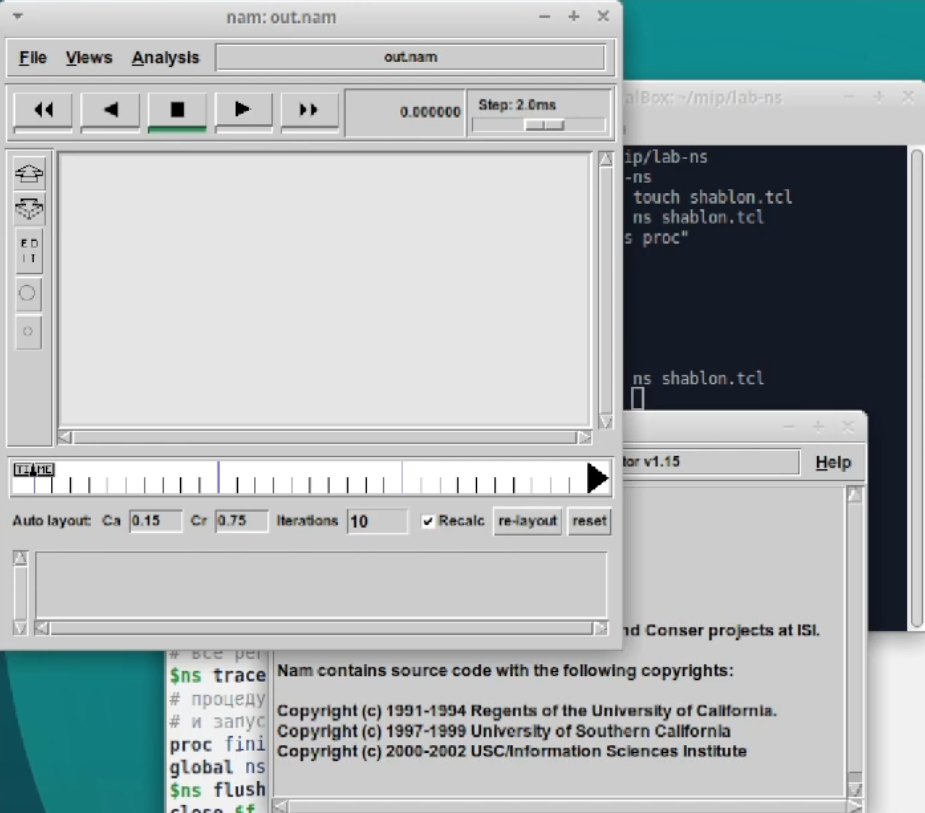 nam: out.nam
File Views Analysis out.nam
0.000000 Step: 2.0ms
ED
IT
TIME
Auto layout: Ca 0.15 Cr 0.75 Iterations 10 Recalc re-layout reset
alBox: ~/mip/lab-ns
ip/lab-ns
-ns
touch shablon.tcl
ns shablon.tcl
s proc"
ns shablon.tcl
tor v1.15 Help
nd Conser projects at ISI.
Nam contains source code with the following copyrights:
Copyright (c) 1991-1994 Regents of the University of California.
Copyright (c) 1997-1999 University of Southern California
Copyright (c) 2000-2002 USC/Information Sciences Institute
# все рег
$ns trace
# процеду
# и запус
proc fini
global ns
$ns flush
close $f